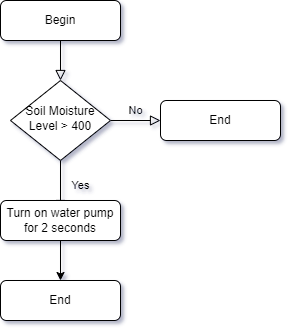 Begin
Soil Moisture
Level > 400
No
End
Yes
Turn on water pump
for 2 seconds
End